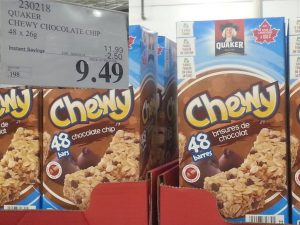 230218
QUAKER
CHEWY CHOCOLATE CHIP
48 x 26g
11.99
Instant Savings 2.50
198 9.49
QUAKER
Chewy
48 chocolate chip
bars
Chewy
48 brisures de
chocolat
barres